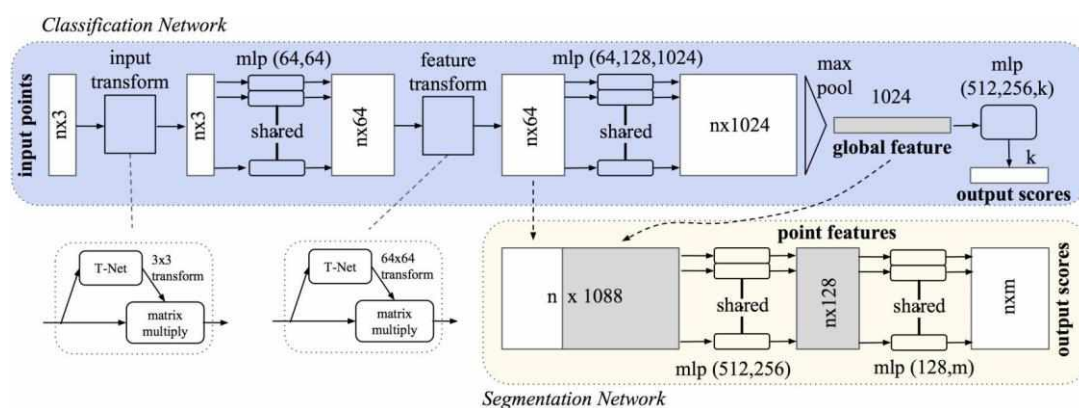 Classification Network
input points
nx3
input
transform
nx3
mlp (64,64)
shared
nx64
feature
transform
nx64
mlp (64,128,1024)
shared
nx1024
max
pool
1024
global feature
mlp
(512,256,k)
k
output scores
T-Net
3x3
transform
matrix
multiply
T-Net
64x64
transform
matrix
multiply
point features
n x 1088
shared
mlp (512,256)
nx128
shared
mlp (128,m)
nxm
output scores
Segmentation Network